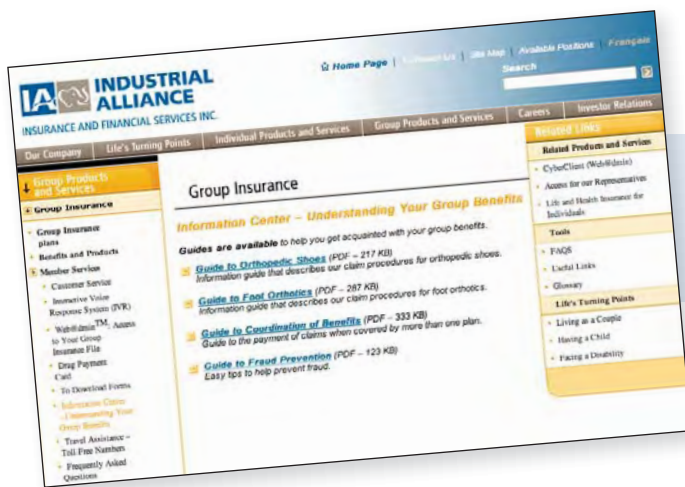 Home Page | Contact Us | Site Map | Available Positions | Français
Search
INDUSTRIAL
ALLIANCE
INSURANCE AND FINANCIAL SERVICES INC.
Our Company | Life's Turning Points | Individual Products and Services | Group Products and Services | Careers | Investor Relations
Group Products
and Services
Group Insurance
Group Insurance
plans
Benefits and Products
Member Services
Customer Service
Interactive Voice
Response System (IVR)
Web@dmin™: Access
to Your Group
Insurance File
Drug Payment
Card
To Download Forms
Information Center
– Understanding Your
Group Benefits
Travel Assistance –
Toll Free Numbers
Frequently Asked
Questions
Group Insurance
Information Center – Understanding Your Group Benefits
Guides are available to help you get acquainted with your group benefits.
Guide to Orthopedic Shoes (PDF – 217 KB)
Information guide that describes our claim procedures for orthopedic shoes.
Guide to Foot Orthotics (PDF – 287 KB)
Information guide that describes our claim procedures for foot orthotics.
Guide to Coordination of Benefits (PDF – 333 KB)
Guide to the payment of claims when covered by more than one plan.
Guide to Fraud Prevention (PDF – 123 KB)
Easy tips to help prevent fraud.
Related Links
Related Products and Services
CyberClient (Web@dmin)
Access for our Representatives
Life and Health Insurance for
Individuals
Tools
FAQS
Useful Links
Glossary
Life's Turning Points
Living as a Couple
Having a Child
Facing a Disability